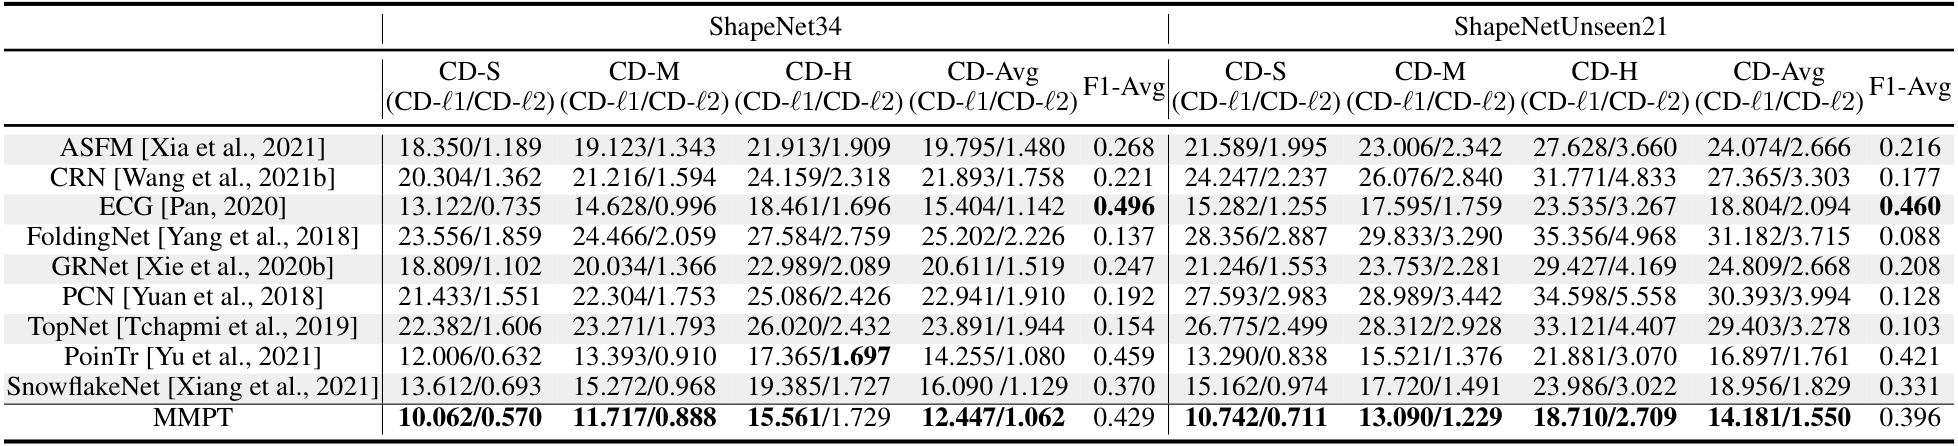 ShapeNet34 ShapeNetUnseen21
CD-S CD-M CD-H CD-Avg F1-Avg CD-S CD-M CD-H CD-Avg F1-Avg
(CD-ℓ1/CD-ℓ2) (CD-ℓ1/CD-ℓ2) (CD-ℓ1/CD-ℓ2) (CD-ℓ1/CD-ℓ2) (CD-ℓ1/CD-ℓ2) (CD-ℓ1/CD-ℓ2) (CD-ℓ1/CD-ℓ2) (CD-ℓ1/CD-ℓ2)
ASFM [Xia et al., 2021] 18.350/1.189 19.123/1.343 21.913/1.909 19.795/1.480 0.268 21.589/1.995 23.006/2.342 27.628/3.660 24.074/2.666 0.216
CRN [Wang et al., 2021b] 20.304/1.362 21.216/1.594 24.159/2.318 21.893/1.758 0.221 24.247/2.237 26.076/2.840 31.771/4.833 27.365/3.303 0.177
ECG [Pan, 2020] 13.122/0.735 14.628/0.996 18.461/1.696 15.404/1.142 0.496 15.282/1.255 17.595/1.759 23.535/3.267 18.804/2.094 0.460
FoldingNet [Yang et al., 2018] 23.556/1.859 24.466/2.059 27.584/2.759 25.202/2.226 0.137 28.356/2.887 29.833/3.290 35.356/4.968 31.182/3.715 0.088
GRNet [Xie et al., 2020b] 18.809/1.102 20.034/1.366 22.989/2.089 20.611/1.519 0.247 21.246/1.553 23.753/2.281 29.427/4.169 24.809/2.668 0.208
PCN [Yuan et al., 2018] 21.433/1.551 22.304/1.753 25.086/2.426 22.941/1.910 0.192 27.593/2.983 28.989/3.442 34.598/5.558 30.393/3.994 0.128
TopNet [Tchapmi et al., 2019] 22.382/1.606 23.271/1.793 26.020/2.432 23.891/1.944 0.154 26.775/2.499 28.312/2.928 33.121/4.407 29.403/3.278 0.103
PoinTr [Yu et al., 2021] 12.006/0.632 13.393/0.910 17.365/1.697 14.255/1.080 0.459 13.290/0.838 15.521/1.376 21.881/3.070 16.897/1.761 0.421
SnowflakeNet [Xiang et al., 2021] 13.612/0.693 15.272/0.968 19.385/1.727 16.090 /1.129 0.370 15.162/0.974 17.720/1.491 23.986/3.022 18.956/1.829 0.331
MMPT 10.062/0.570 11.717/0.888 15.561/1.729 12.447/1.062 0.429 10.742/0.711 13.090/1.229 18.710/2.709 14.181/1.550 0.396